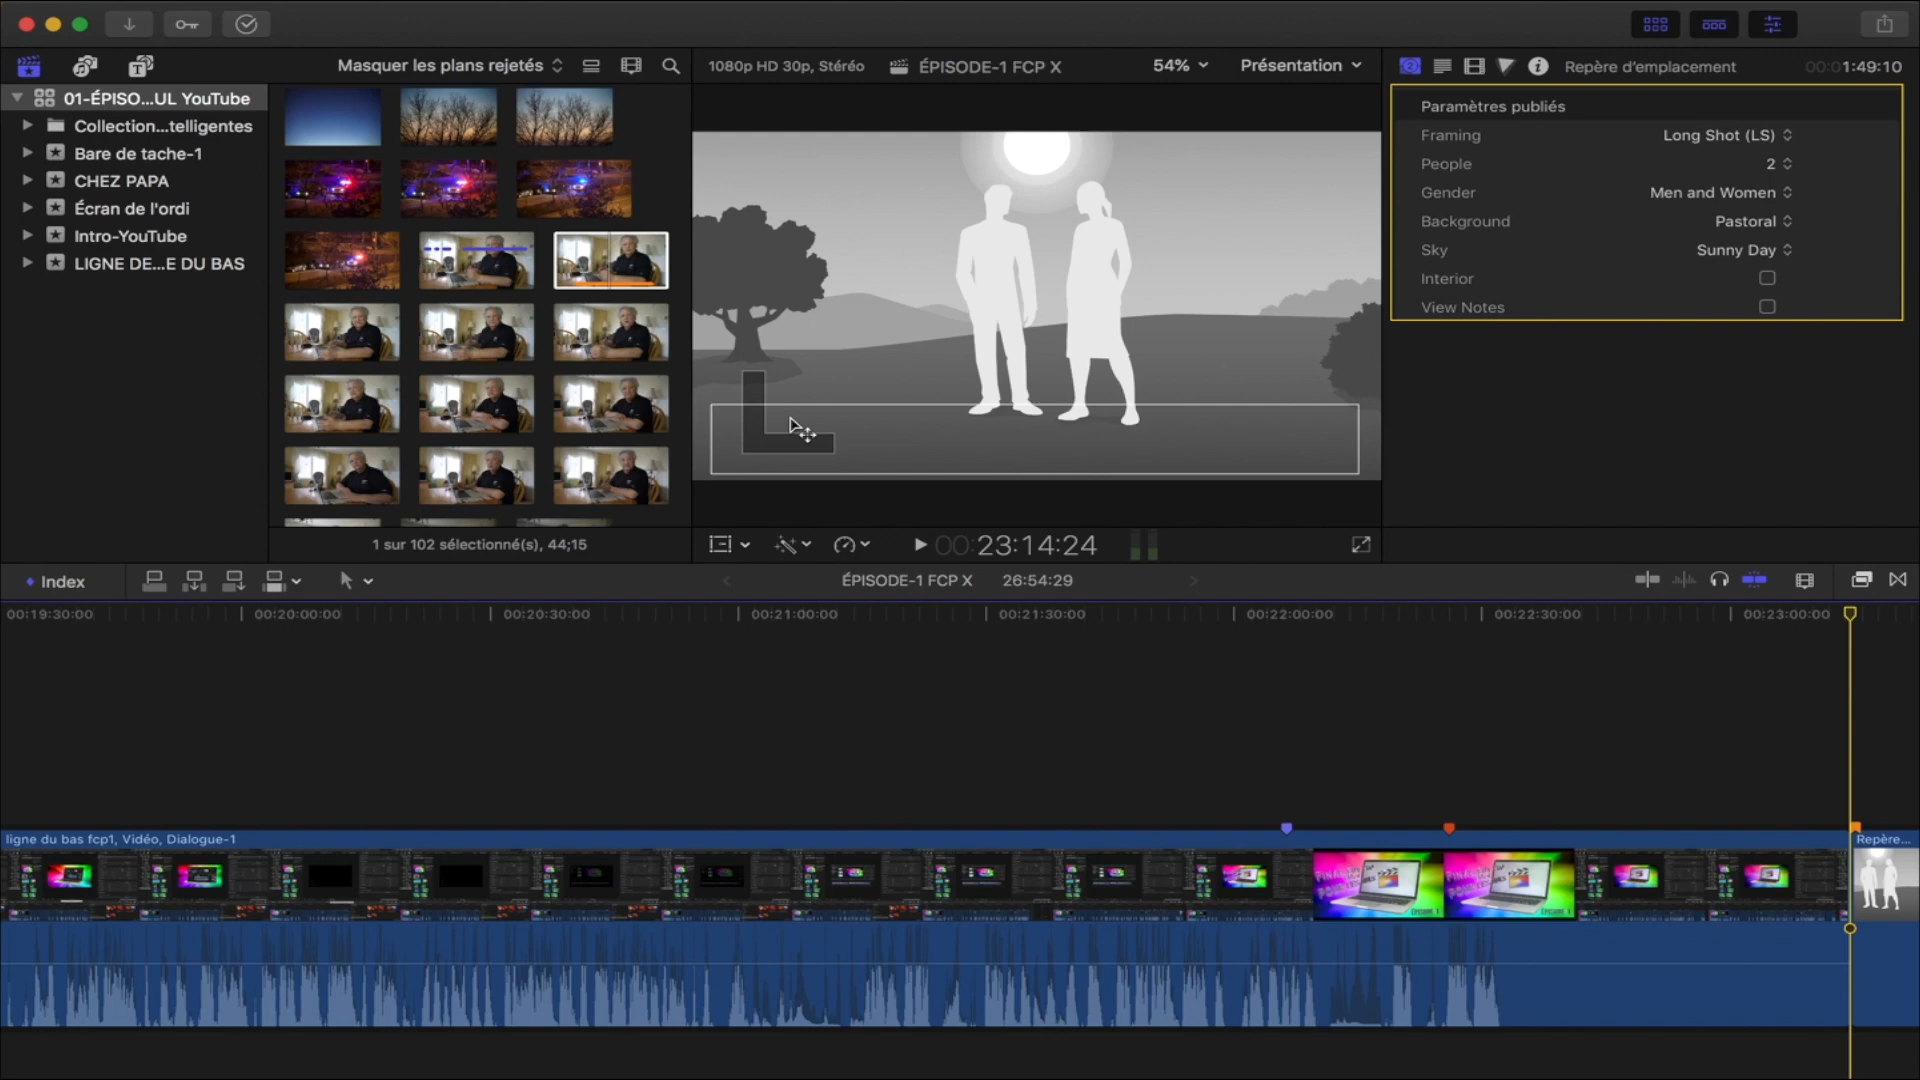 Masquer les plans rejetés
1080p HD 30p, Stéréo
ÉPISODE-1 FCP X
54%
Présentation
Repère d'emplacement
00:01:49:10
01-ÉPISO...UL YouTube
Collection...telligentes
Bare de tache-1
CHEZ PAPA
Écran de l'ordi
Intro-YouTube
LIGNE DE...E DU BAS
Paramètres publiés
Framing Long Shot (LS)
People 2
Gender Men and Women
Background Pastoral
Sky Sunny Day
Interior
View Notes
1 sur 102 sélectionné(s), 44;15
00:23:14:24
Index
ÉPISODE-1 FCP X
26:54:29
00:19:30:00
00:20:00:00
00:20:30:00
00:21:00:00
00:21:30:00
00:22:00:00
00:22:30:00
00:23:00:00
ligne du bas fcp1, Vidéo, Dialogue-1
Repère...